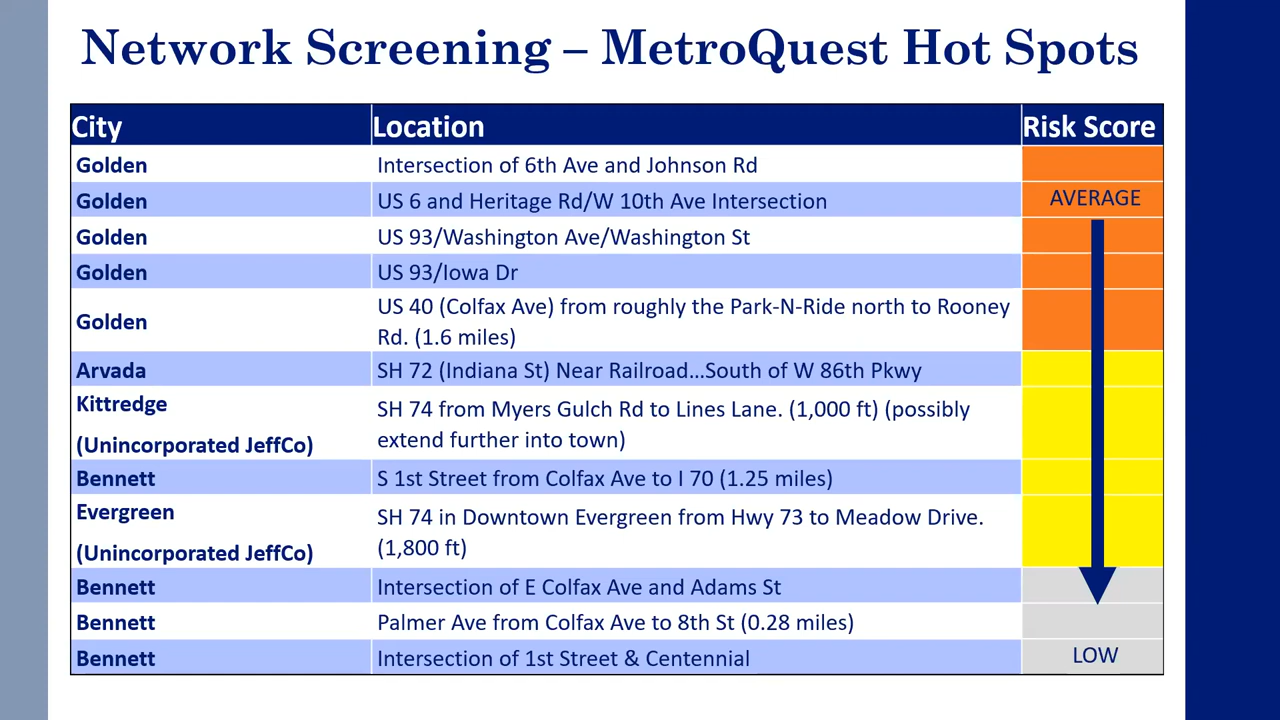 Network Screening – MetroQuest Hot Spots
City Location Risk Score
Golden Intersection of 6th Ave and Johnson Rd
Golden US 6 and Heritage Rd/W 10th Ave Intersection AVERAGE
Golden US 93/Washington Ave/Washington St
Golden US 93/Iowa Dr
Golden US 40 (Colfax Ave) from roughly the Park-N-Ride north to Rooney
Rd. (1.6 miles)
Arvada SH 72 (Indiana St) Near Railroad...South of W 86th Pkwy
Kittredge
(Unincorporated JeffCo)
SH 74 from Myers Gulch Rd to Lines Lane. (1,000 ft) (possibly
extend further into town)
Bennett S 1st Street from Colfax Ave to I 70 (1.25 miles)
Evergreen
(Unincorporated JeffCo)
SH 74 in Downtown Evergreen from Hwy 73 to Meadow Drive.
(1,800 ft)
Bennett Intersection of E Colfax Ave and Adams St
Bennett Palmer Ave from Colfax Ave to 8th St (0.28 miles)
Bennett Intersection of 1st Street & Centennial LOW